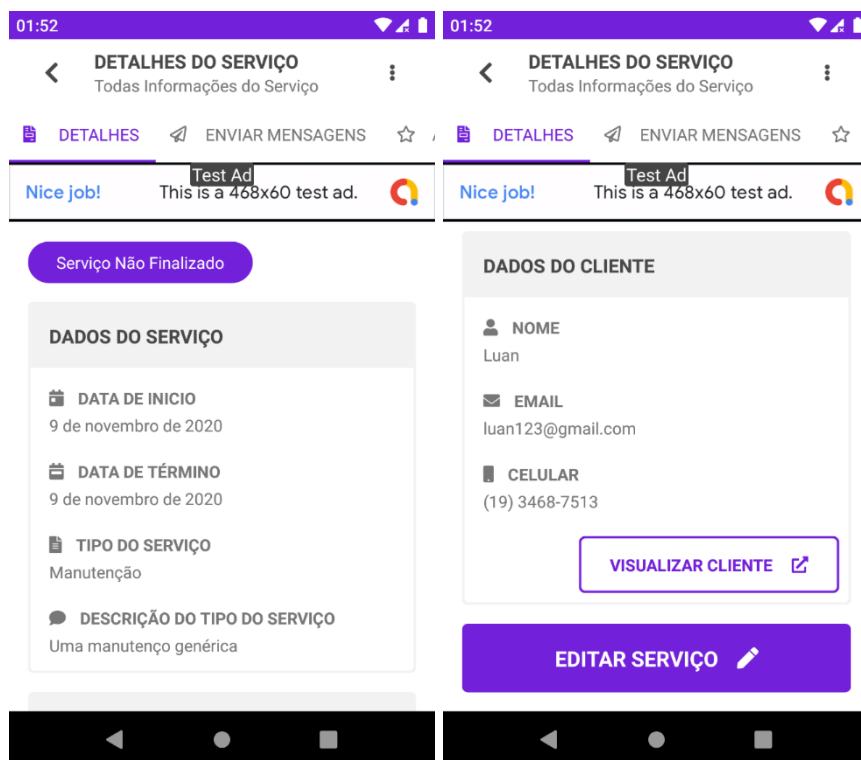 01:52
DETALHES DO SERVIÇO
Todas Informações do Serviço
DETALHES
ENVIAR MENSAGENS
Test Ad
Nice job!
This is a 468x60 test ad.
Serviço Não Finalizado
DADOS DO SERVIÇO
DATA DE INICIO
9 de novembro de 2020
DATA DE TÉRMINO
9 de novembro de 2020
TIPO DO SERVIÇO
Manutenção
DESCRIÇÃO DO TIPO DO SERVIÇO
Uma manutenço genérica
01:52
DETALHES DO SERVIÇO
Todas Informações do Serviço
DETALHES
ENVIAR MENSAGENS
Test Ad
Nice job!
This is a 468x60 test ad.
DADOS DO CLIENTE
NOME
Luan
EMAIL
luan123@gmail.com
CELULAR
(19) 3468-7513
VISUALIZAR CLIENTE
EDITAR SERVIÇO